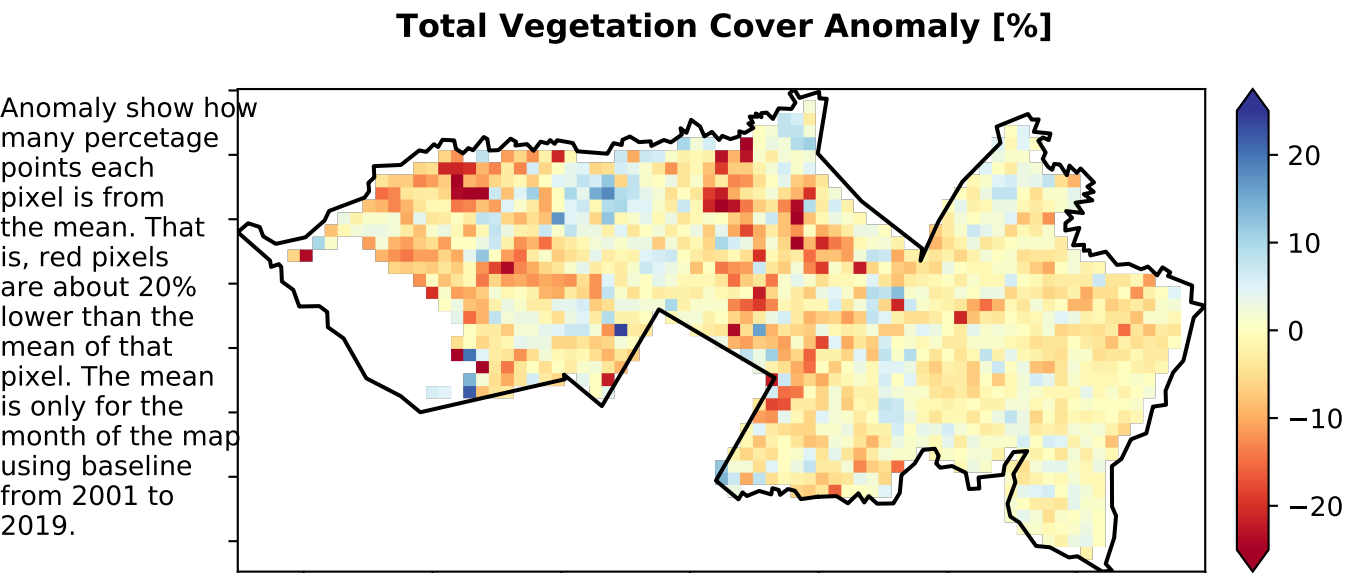 Total Vegetation Cover Anomaly [%]
Anomaly show how
many percetage
points each
pixel is from
the mean. That
is, red pixels
are about 20%
lower than the
mean of that
pixel. The mean
is only for the
month of the map
using baseline
from 2001 to
2019.
20
10
0
−10
−20